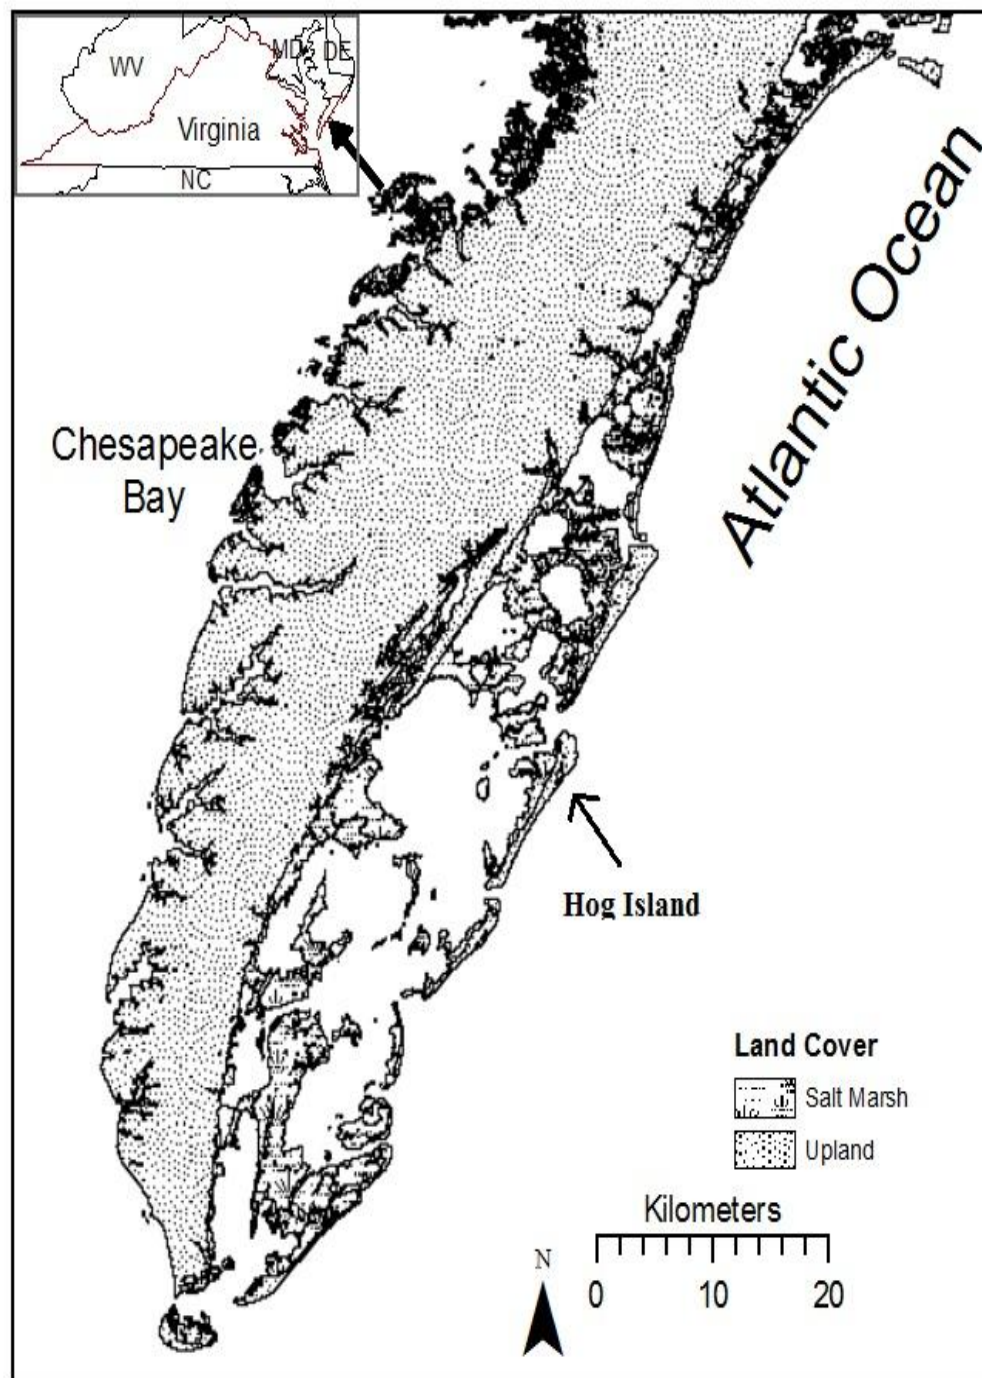 WV
MD
DE
Virginia
NC
Atlantic Ocean
Chesapeake
Bay
Hog Island
Land Cover
Salt Marsh
Upland
Kilometers
N
0 10 20